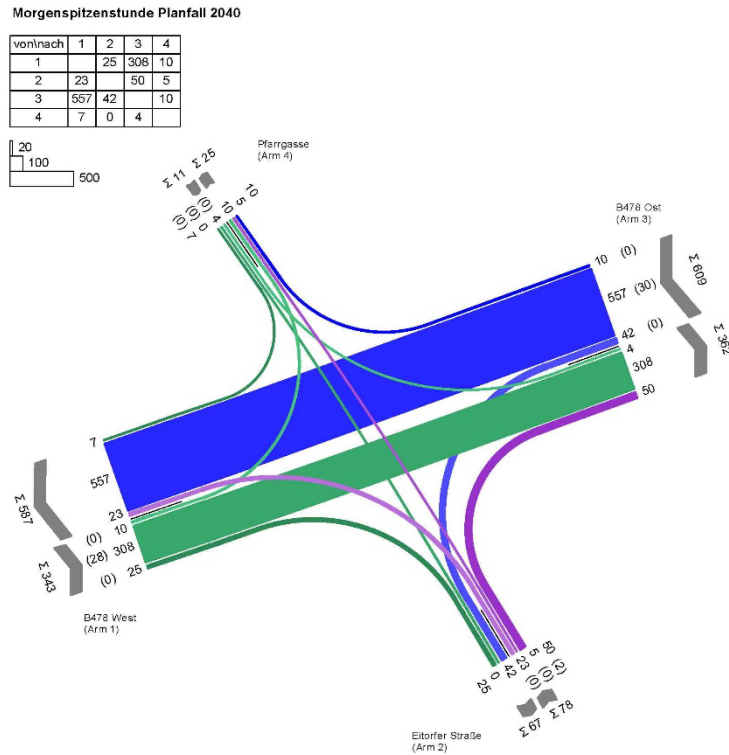 Morgenspitzenstunde Planfall 2040
von\nach 1 2 3 4
1 25 308 10
2 23 50 5
3 557 42 10
4 7 0 4
20
100
500
Pfarrgasse
(Arm 4)
Σ 11 Σ 25
(0) (0) (0)
7 0 4 10 5 10
B478 Ost
(Arm 3)
10 (0)
557 (30)
42 (0)
4
308
50
Σ 609
Σ 362
7
557
23
10
308
25
(0)
(28)
(0)
Σ 587
Σ 343
B478 West
(Arm 1)
25 0 42 23 5 50
(0) (0) (2)
Σ 67 Σ 78
Eitorfer Straße
(Arm 2)